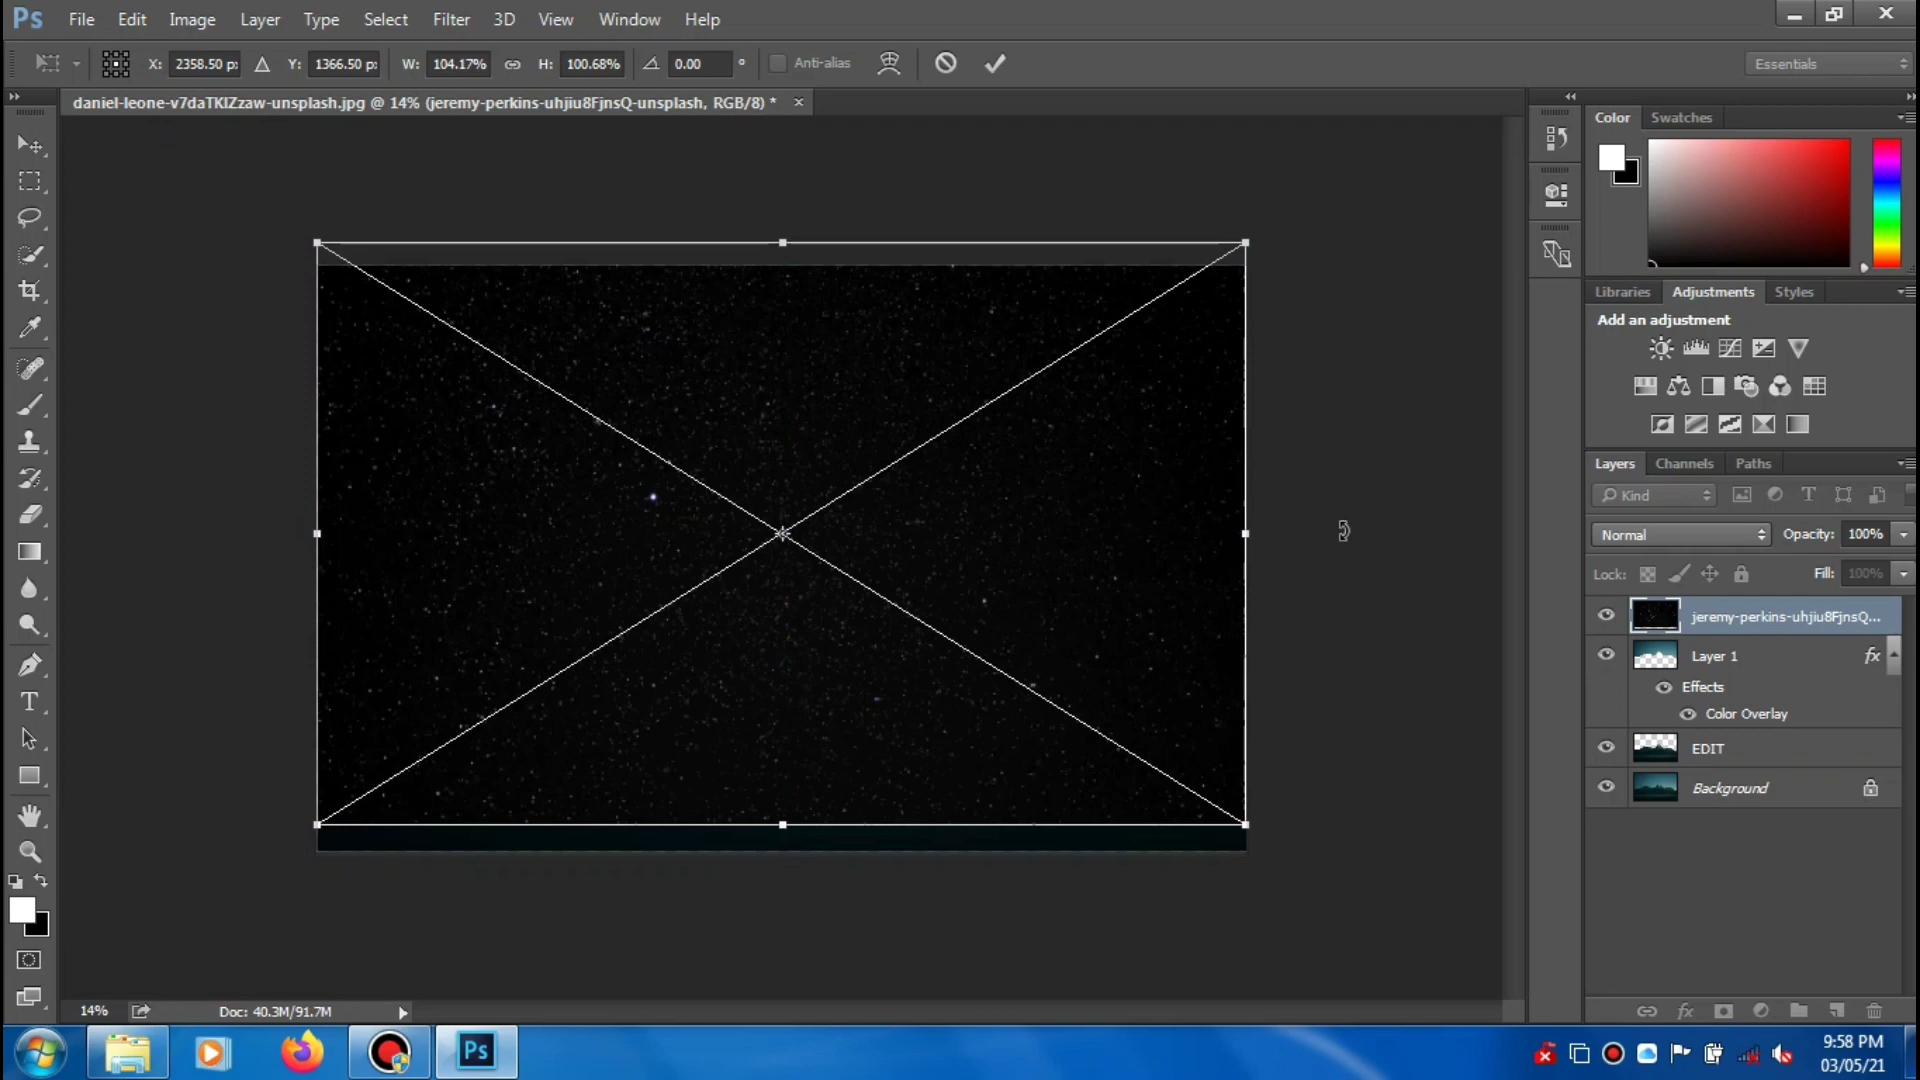 Ps File Edit Image Layer Type Select Filter 3D View Window Help
X: 2358.50 p: Y: 1366.50 p: W: 104.17% H: 100.68% 0.00 ° Anti-alias Essentials
daniel-leone-v7daTKlZzaw-unsplash.jpg @ 14% (jeremy-perkins-uhjiu8FjnsQ-unsplash, RGB/8) * ×
Color Swatches
Libraries Adjustments Styles
Add an adjustment
Layers Channels Paths
Kind
Normal Opacity: 100%
Lock: Fill: 100%
jeremy-perkins-uhjiu8FjnsQ...
Layer 1 fx
Effects
Color Overlay
EDIT
Background
14% Doc: 40.3M/91.7M
fx
Ps
9:58 PM
03/05/21